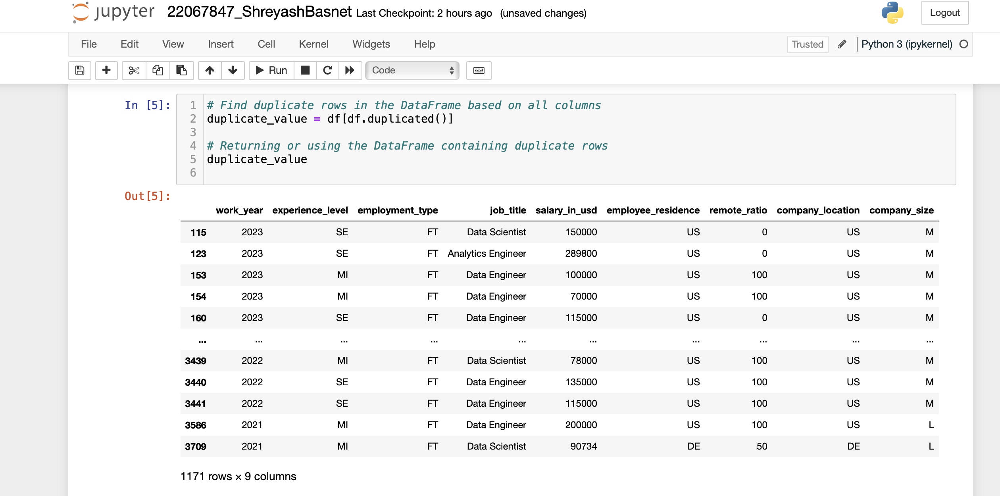 jupyter 22067847_ShreyashBasnet Last Checkpoint: 2 hours ago (unsaved changes) Logout
File Edit View Insert Cell Kernel Widgets Help Trusted Python 3 (ipykernel)
Run Code
In [5]: 1 # Find duplicate rows in the DataFrame based on all columns
2 duplicate_value = df[df.duplicated()]
3
4 # Returning or using the DataFrame containing duplicate rows
5 duplicate_value
6
Out[5]:
work_year experience_level employment_type job_title salary_in_usd employee_residence remote_ratio company_location company_size
115 2023 SE FT Data Scientist 150000 US 0 US M
123 2023 SE FT Analytics Engineer 289800 US 0 US M
153 2023 MI FT Data Engineer 100000 US 100 US M
154 2023 MI FT Data Engineer 70000 US 100 US M
160 2023 SE FT Data Engineer 115000 US 0 US M
... ... ... ... ... ... ... ... ... ...
3439 2022 MI FT Data Scientist 78000 US 100 US M
3440 2022 SE FT Data Engineer 135000 US 100 US M
3441 2022 SE FT Data Engineer 115000 US 100 US M
3586 2021 MI FT Data Engineer 200000 US 100 US L
3709 2021 MI FT Data Scientist 90734 DE 50 DE L
1171 rows × 9 columns